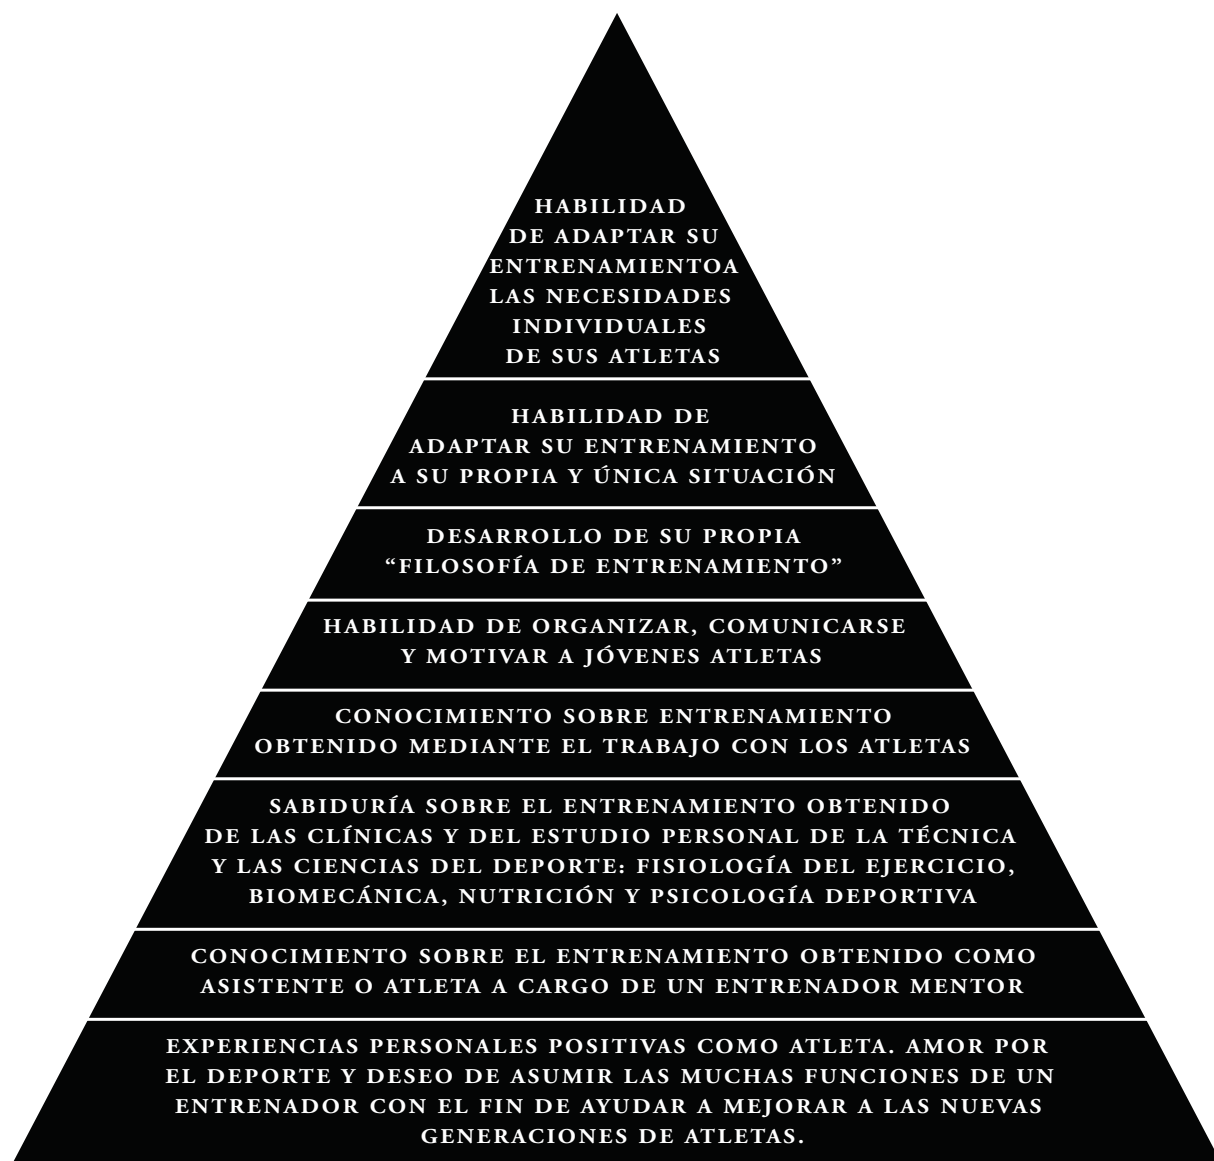 HABILIDAD
DE ADAPTAR SU
ENTRENAMIENTOA
LAS NECESIDADES
INDIVIDUALES
DE SUS ATLETAS
HABILIDAD DE
ADAPTAR SU ENTRENAMIENTO
A SU PROPIA Y ÚNICA SITUACIÓN
DESARROLLO DE SU PROPIA
“FILOSOFÍA DE ENTRENAMIENTO”
HABILIDAD DE ORGANIZAR, COMUNICARSE
Y MOTIVAR A JÓVENES ATLETAS
CONOCIMIENTO SOBRE ENTRENAMIENTO
OBTENIDO MEDIANTE EL TRABAJO CON LOS ATLETAS
SABIDURÍA SOBRE EL ENTRENAMIENTO OBTENIDO
DE LAS CLÍNICAS Y DEL ESTUDIO PERSONAL DE LA TÉCNICA
Y LAS CIENCIAS DEL DEPORTE: FISIOLOGÍA DEL EJERCICIO,
BIOMECÁNICA, NUTRICIÓN Y PSICOLOGÍA DEPORTIVA
CONOCIMIENTO SOBRE EL ENTRENAMIENTO OBTENIDO COMO
ASISTENTE O ATLETA A CARGO DE UN ENTRENADOR MENTOR
EXPERIENCIAS PERSONALES POSITIVAS COMO ATLETA. AMOR POR
EL DEPORTE Y DESEO DE ASUMIR LAS MUCHAS FUNCIONES DE UN
ENTRENADOR CON EL FIN DE AYUDAR A MEJORAR A LAS NUEVAS
GENERACIONES DE ATLETAS.